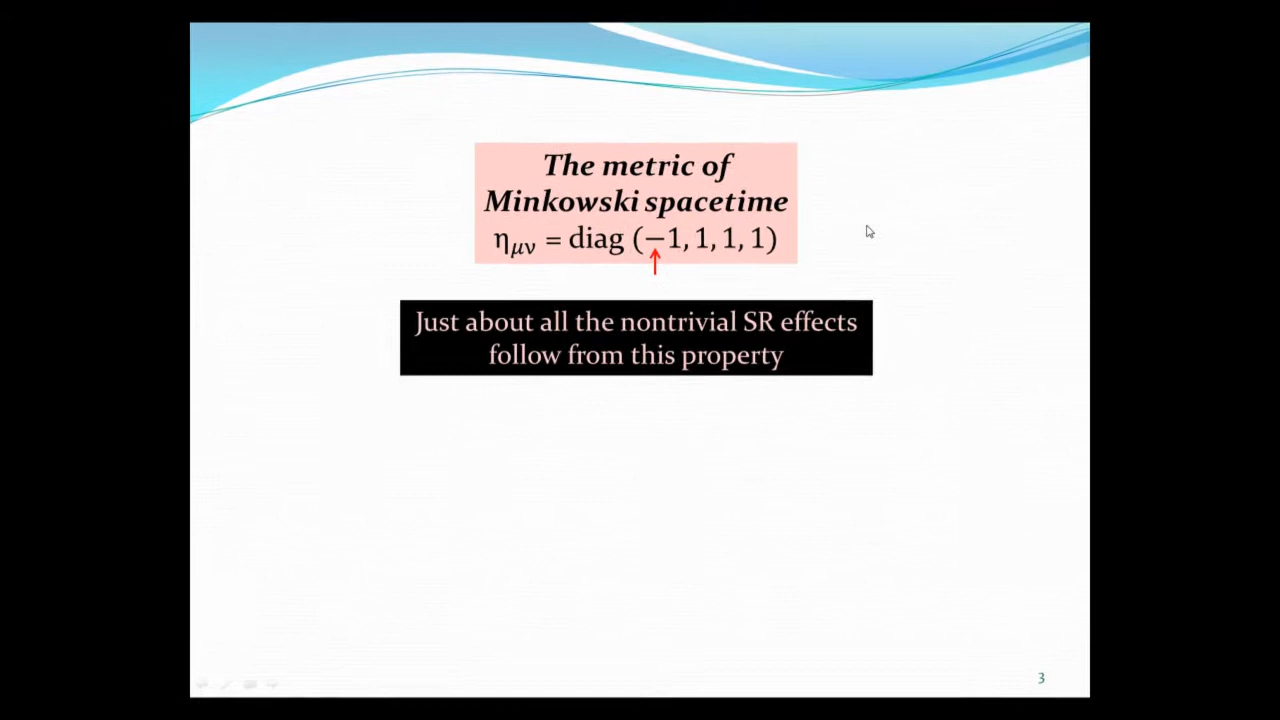 The metric of
Minkowski spacetime
η_μν = diag (−1, 1, 1, 1)
Just about all the nontrivial SR effects
follow from this property
3